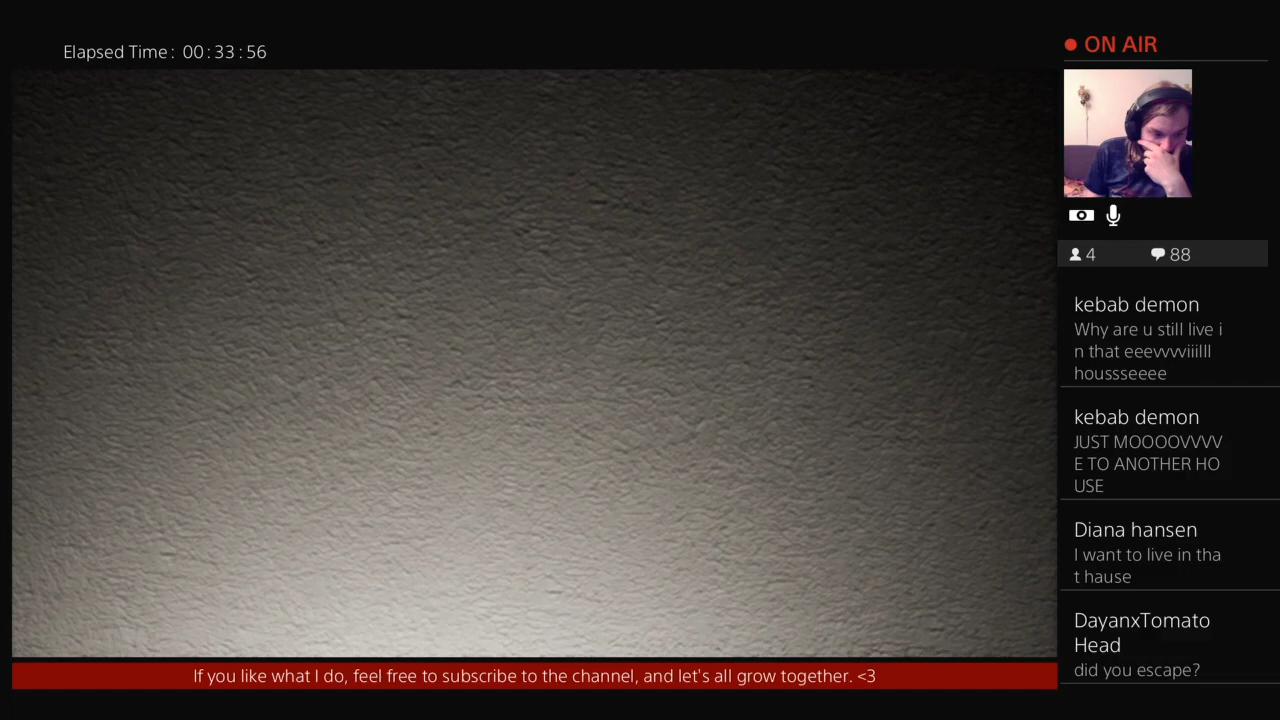 Elapsed Time: 00:33:56
ON AIR
4 88
kebab demon
Why are u still live i
n that eeevvvviiilll
houssseeee
kebab demon
JUST MOOOOVVVV
E TO ANOTHER HO
USE
Diana hansen
I want to live in tha
t hause
DayanxTomato
Head
did you escape?
If you like what I do, feel free to subscribe to the channel, and let's all grow together. <3